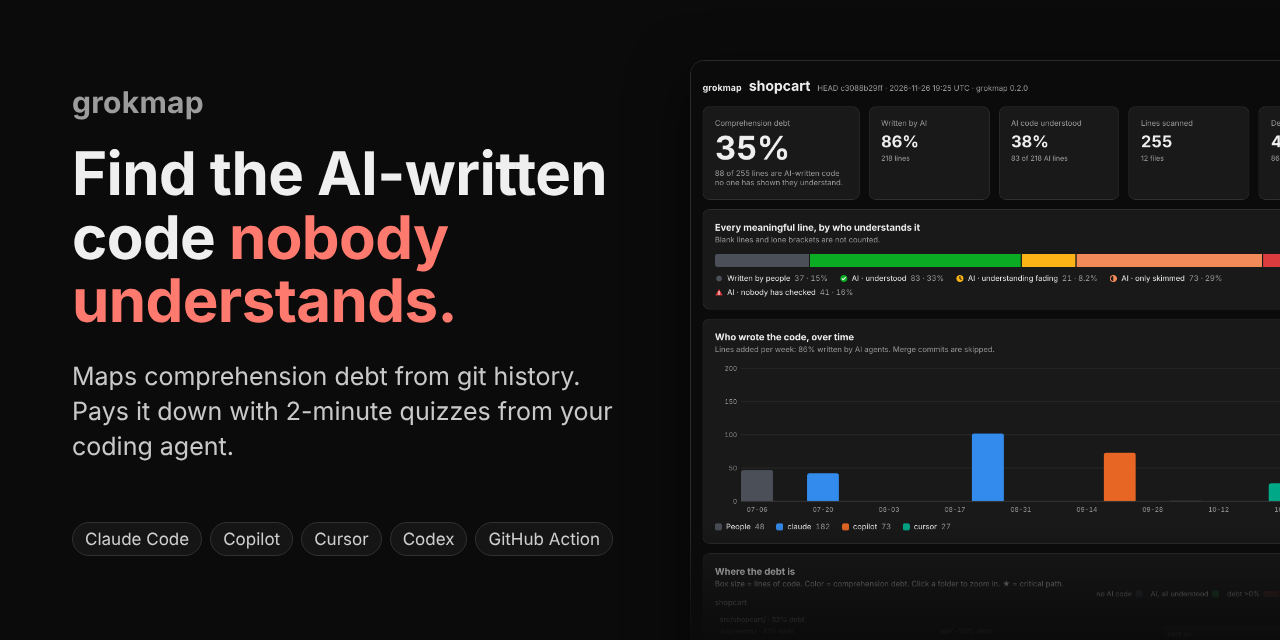 grokmap
Find the AI-written
code nobody
understands.
Maps comprehension debt from git history.
Pays it down with 2-minute quizzes from your
coding agent.
Claude Code Copilot Cursor Codex GitHub Action
grokmap shopcart HEAD c3088b29ff · 2026-11-26 19:25 UTC · grokmap 0.2.0
Comprehension debt
35%
88 of 255 lines are AI-written code
no one has shown they understand.
Written by AI
86%
218 lines
AI code understood
38%
83 of 218 AI lines
Lines scanned
255
12 files
Every meaningful line, by who understands it
Blank lines and lone brackets are not counted.
Written by people 37 · 15% AI · understood 83 · 33% AI · understanding fading 21 · 8.2% AI · only skimmed 73 · 29%
AI · nobody has checked 41 · 16%
Who wrote the code, over time
Lines added per week: 86% written by AI agents. Merge commits are skipped.
200
150
100
50
0
07-06 07-20 08-03 08-17 08-31 09-14 09-28 10-12
People 48 claude 182 copilot 73 cursor 27
Where the debt is
Box size = lines of code. Color = comprehension debt. Click a folder to zoom in. ★ = critical path.
no AI code AI, all understood debt >0%
shopcart